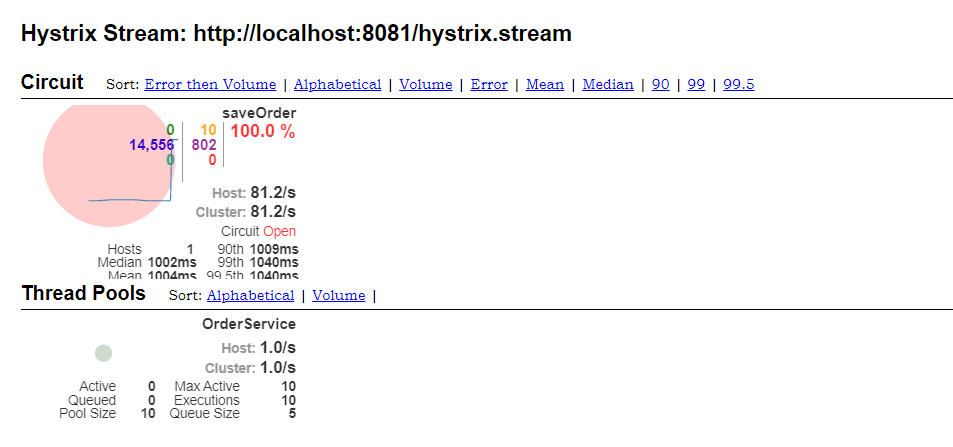 Hystrix Stream: http://localhost:8081/hystrix.stream
Circuit Sort: Error then Volume | Alphabetical | Volume | Error | Mean | Median | 90 | 99 | 99.5
saveOrder
0 10 100.0 %
14,556 802
0 0
Host: 81.2/s
Cluster: 81.2/s
Circuit Open
Hosts 1 90th 1009ms
Median 1002ms 99th 1040ms
Mean 1004ms 99.5th 1040ms
Thread Pools Sort: Alphabetical | Volume |
OrderService
Host: 1.0/s
Cluster: 1.0/s
Active 0 Max Active 10
Queued 0 Executions 10
Pool Size 10 Queue Size 5